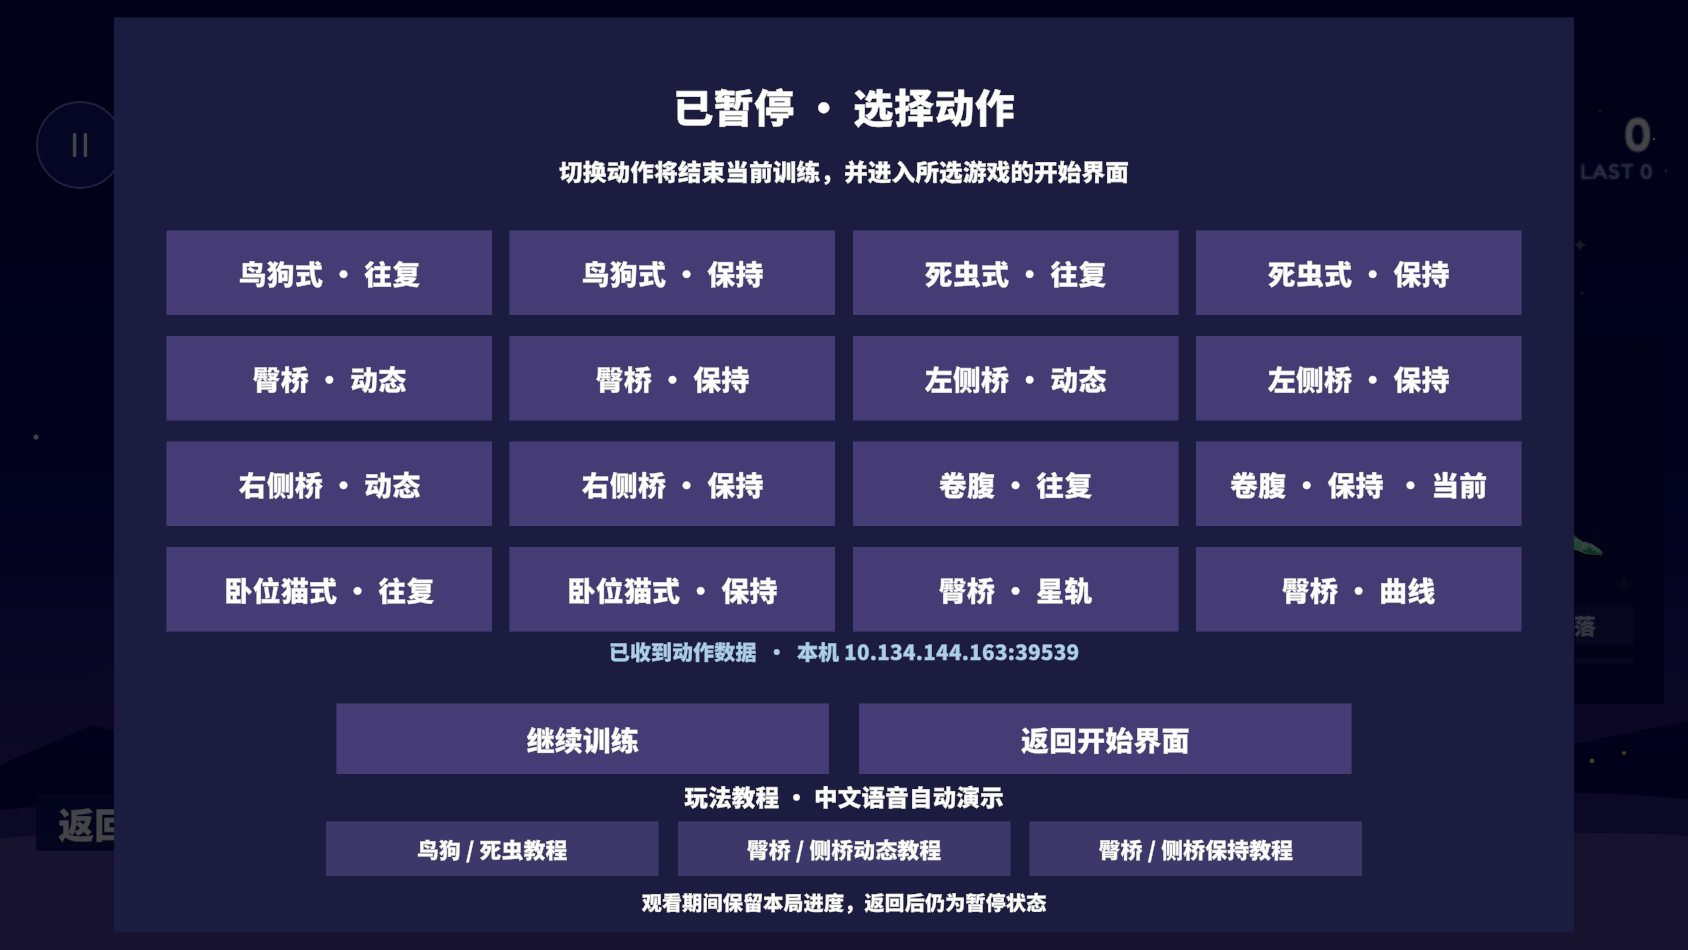 已暂停 · 选择动作
切换动作将结束当前训练，并进入所选游戏的开始界面
0
LAST 0
鸟狗式 · 往复
鸟狗式 · 保持
死虫式 · 往复
死虫式 · 保持
臀桥 · 动态
臀桥 · 保持
左侧桥 · 动态
左侧桥 · 保持
右侧桥 · 动态
右侧桥 · 保持
卷腹 · 往复
卷腹 · 保持 · 当前
卧位猫式 · 往复
卧位猫式 · 保持
臀桥 · 星轨
臀桥 · 曲线
落
已收到动作数据 · 本机 10.134.144.163:39539
继续训练
返回开始界面
玩法教程 · 中文语音自动演示
返回
鸟狗 / 死虫教程
臀桥 / 侧桥动态教程
臀桥 / 侧桥保持教程
观看期间保留本局进度，返回后仍为暂停状态